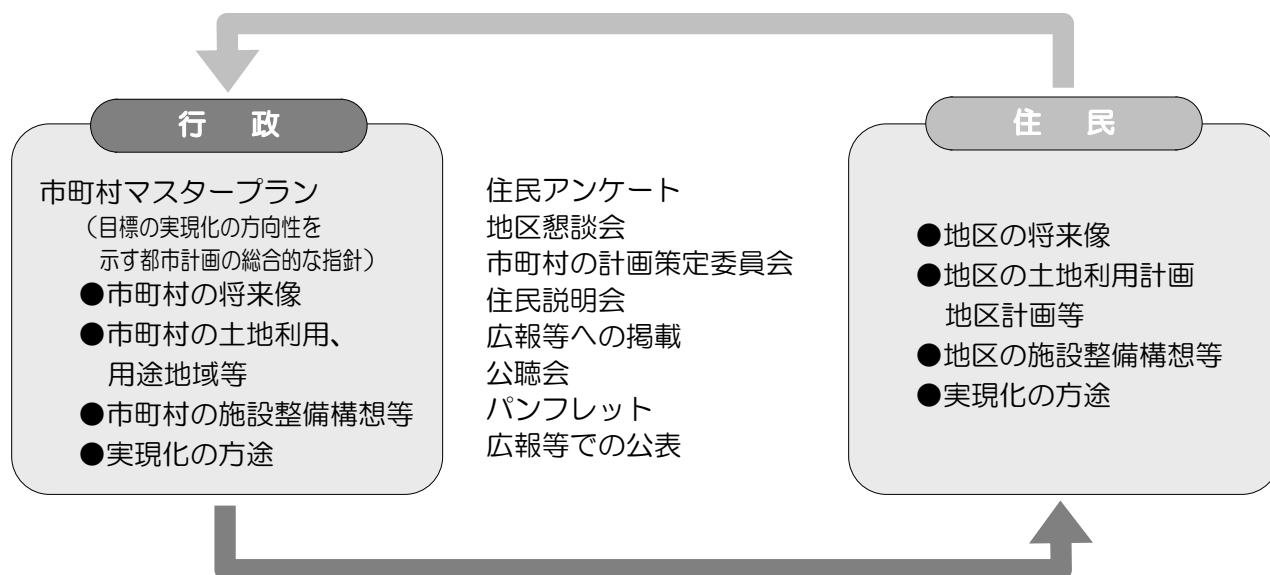 行 政
市町村マスタープラン
（目標の実現化の方向性を
示す都市計画の総合的な指針）
●市町村の将来像
●市町村の土地利用、
用途地域等
●市町村の施設整備構想等
●実現化の方途
住民アンケート
地区懇談会
市町村の計画策定委員会
住民説明会
広報等への掲載
公聴会
パンフレット
広報等での公表
住 民
●地区の将来像
●地区の土地利用計画
地区計画等
●地区の施設整備構想等
●実現化の方途